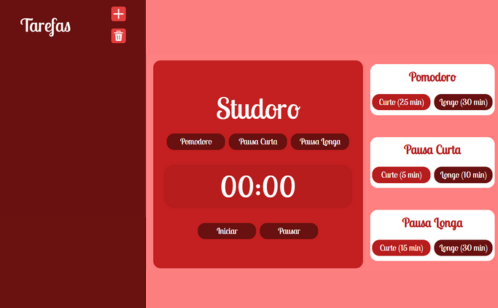 Tarefas
Studoro
Pomodoro Pausa Curta Pausa Longa
00:00
Iniciar Pausar
Pomodoro
Curto (25 min) Longo (30 min)
Pausa Curta
Curto (5 min) Longo (10 min)
Pausa Longa
Curto (15 min) Longo (30 min)